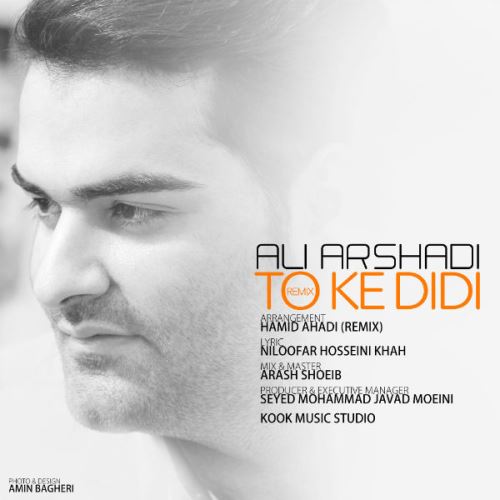 ALI ARSHADI
TO KE DIDI
REMIX
ARRANGEMENT
HAMID AHADI (REMIX)
LYRIC
NILOOFAR HOSSEINI KHAH
MIX & MASTER
ARASH SHOEIB
PRODUCER & EXECUTIVE MANAGER
SEYED MOHAMMAD JAVAD MOEINI
KOOK MUSIC STUDIO
PHOTO & DESIGN
AMIN BAGHERI